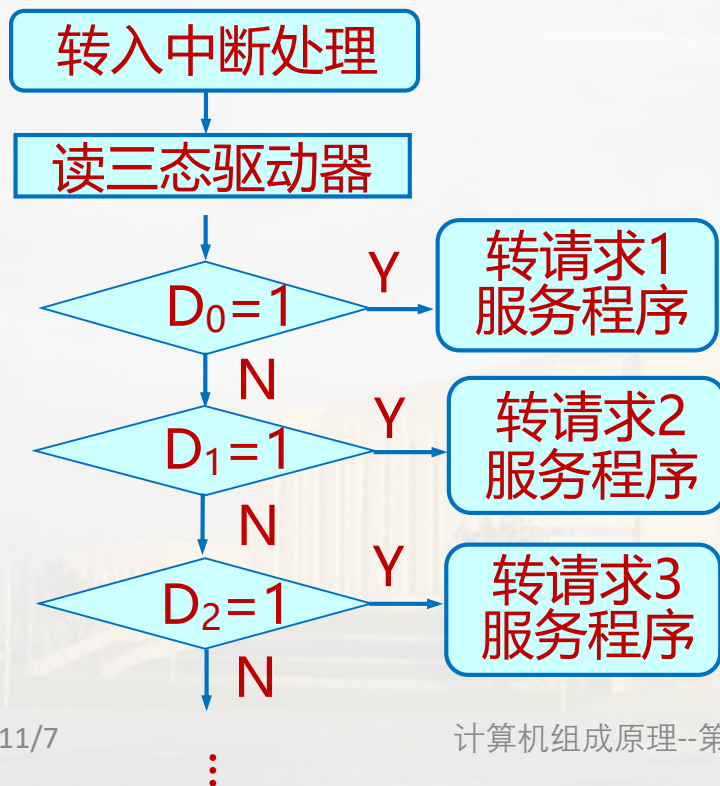 转入中断处理
读三态驱动器
D₀=1
Y
转请求1
服务程序
N
D₁=1
Y
转请求2
服务程序
N
D₂=1
Y
转请求3
服务程序
N
11/7
计算机组成原理--第
⋮